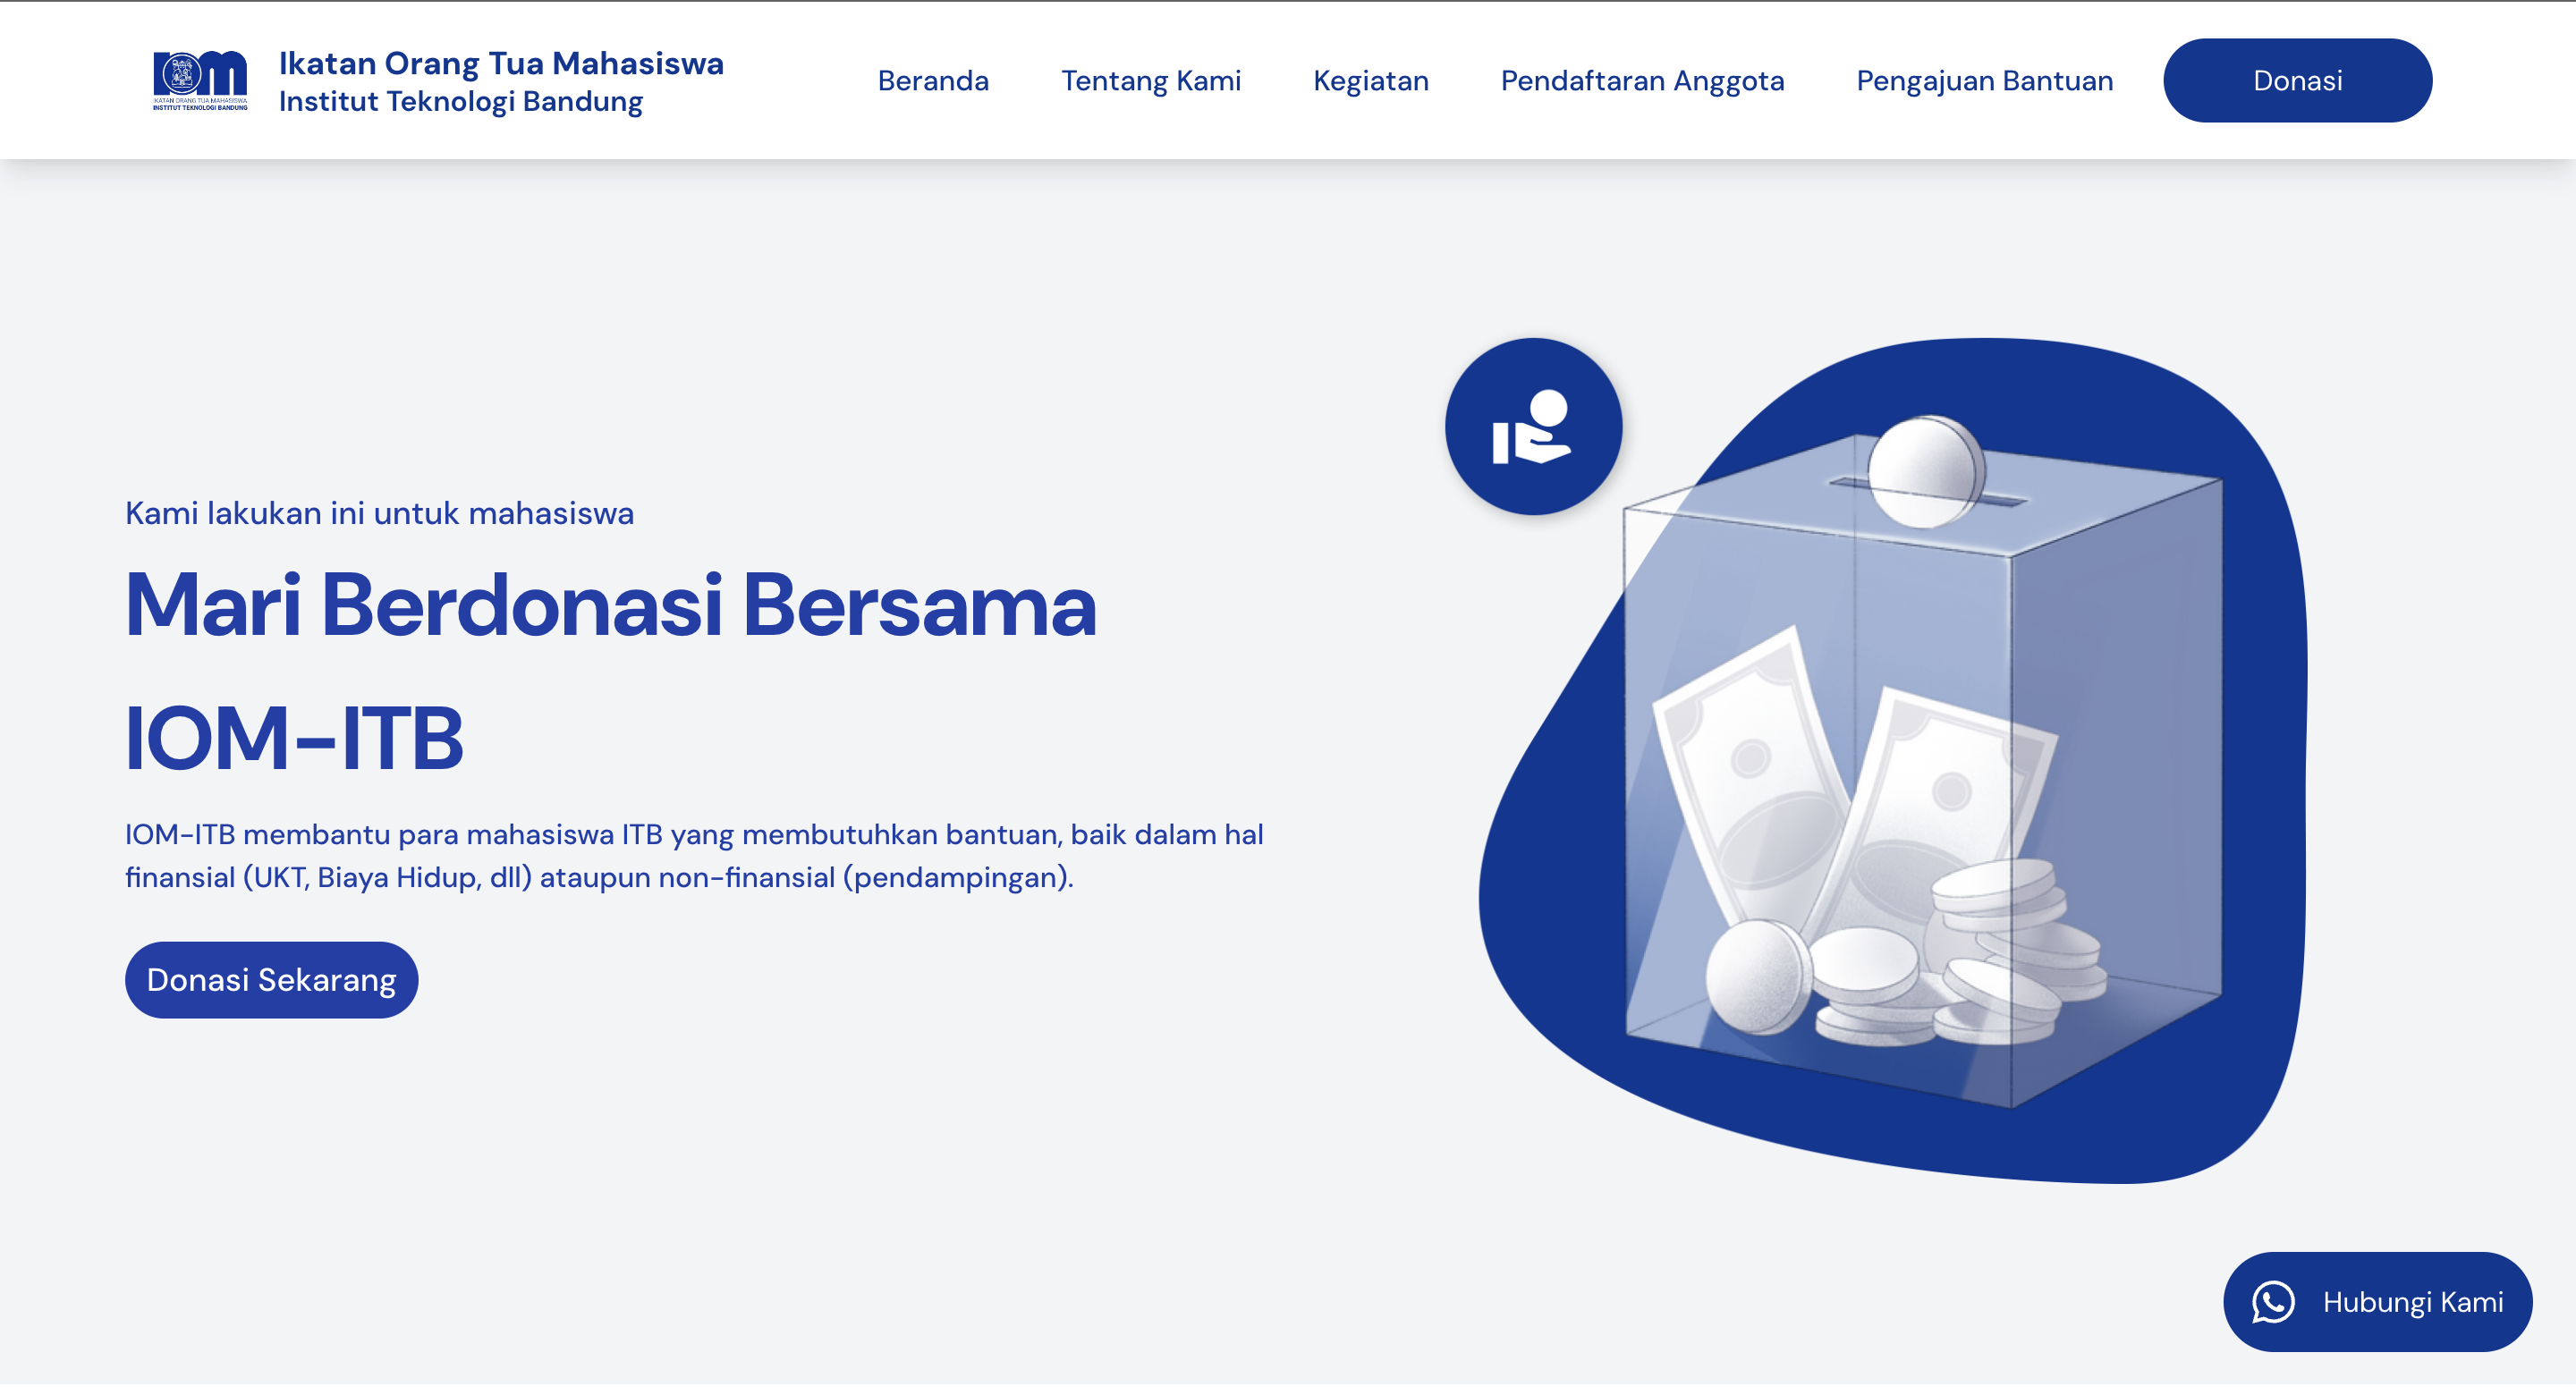 IKATAN ORANG TUA MAHASISWA
INSTITUT TEKNOLOGI BANDUNG
Ikatan Orang Tua Mahasiswa
Institut Teknologi Bandung
Beranda
Tentang Kami
Kegiatan
Pendaftaran Anggota
Pengajuan Bantuan
Donasi
Kami lakukan ini untuk mahasiswa
Mari Berdonasi Bersama
IOM-ITB
IOM-ITB membantu para mahasiswa ITB yang membutuhkan bantuan, baik dalam hal
finansial (UKT, Biaya Hidup, dll) ataupun non-finansial (pendampingan).
Donasi Sekarang
Hubungi Kami